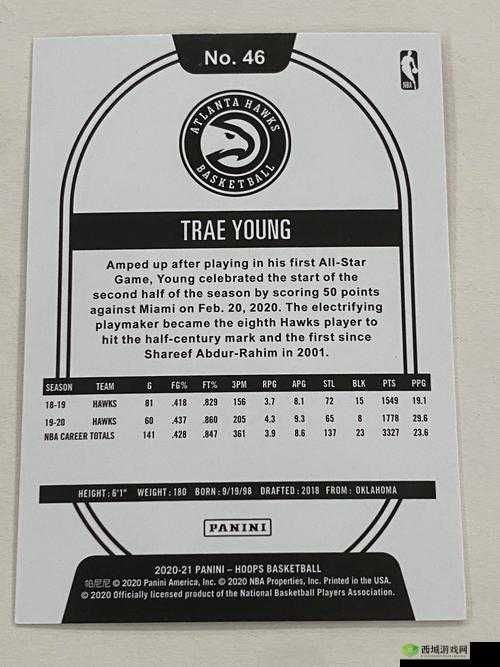 No. 46
NBA
ATLANTA HAWKS
BASKETBALL
TRAE YOUNG
Amped up after playing in his first All-Star
Game, Young celebrated the start of the
second half of the season by scoring 50 points
against Miami on Feb. 20, 2020. The electrifying
playmaker became the eighth Hawks player to
hit the half-century mark and the first since
Shareef Abdur-Rahim in 2001.
SEASON TEAM G FG% FT% 3PM RPG APG STL BLK PTS PPG
18-19 HAWKS 81 .418 .829 156 3.7 8.1 72 15 1549 19.1
19-20 HAWKS 60 .437 .860 205 4.3 9.3 65 8 1778 29.6
NBA CAREER TOTALS 141 .428 .847 361 3.9 8.6 137 23 3327 23.6
HEIGHT: 6'1" WEIGHT: 180 BORN: 9/19/98 DRAFTED: 2018 FROM: OKLAHOMA
PANINI
2020-21 PANINI – HOOPS BASKETBALL
帕尼尼 © 2020 Panini America, Inc. © 2020 NBA Properties, Inc. Printed in the USA.
© 2020 Officially licensed product of the National Basketball Players Association.
西域游戏网